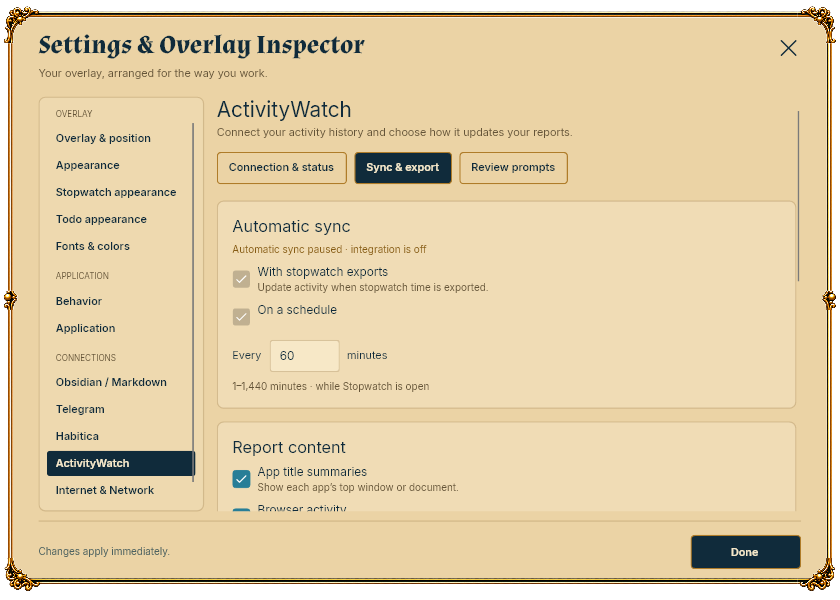 Settings & Overlay Inspector
Your overlay, arranged for the way you work.
OVERLAY
Overlay & position
Appearance
Stopwatch appearance
Todo appearance
Fonts & colors
APPLICATION
Behavior
Application
CONNECTIONS
Obsidian / Markdown
Telegram
Habitica
ActivityWatch
Internet & Network
ActivityWatch
Connect your activity history and choose how it updates your reports.
Connection & status
Sync & export
Review prompts
Automatic sync
Automatic sync paused · integration is off
With stopwatch exports
Update activity when stopwatch time is exported.
On a schedule
Every 60 minutes
1–1,440 minutes · while Stopwatch is open
Report content
App title summaries
Show each app's top window or document.
Browser activity
Changes apply immediately.
Done